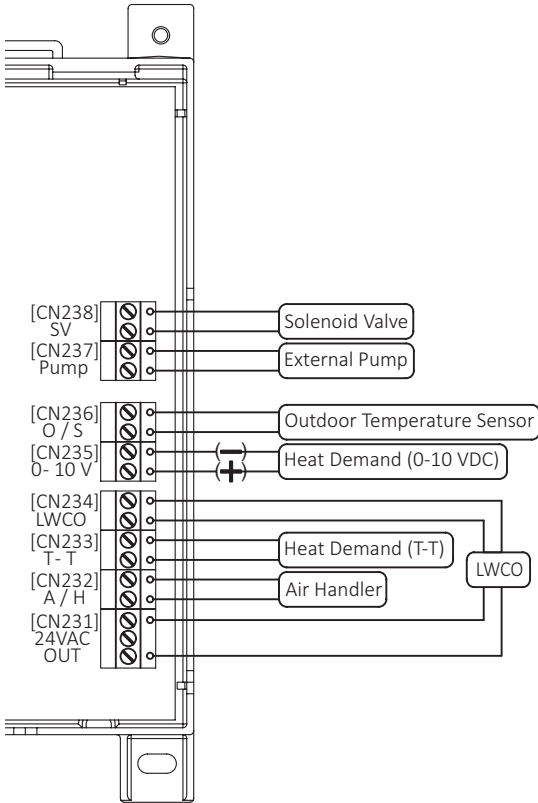 [CN238]
SV
Solenoid Valve
[CN237]
Pump
External Pump
[CN236]
O / S
Outdoor Temperature Sensor
[CN235]
0- 10 V
(−)
(+)
Heat Demand (0-10 VDC)
[CN234]
LWCO
[CN233]
T- T
Heat Demand (T-T)
LWCO
[CN232]
A / H
Air Handler
[CN231]
24VAC
OUT